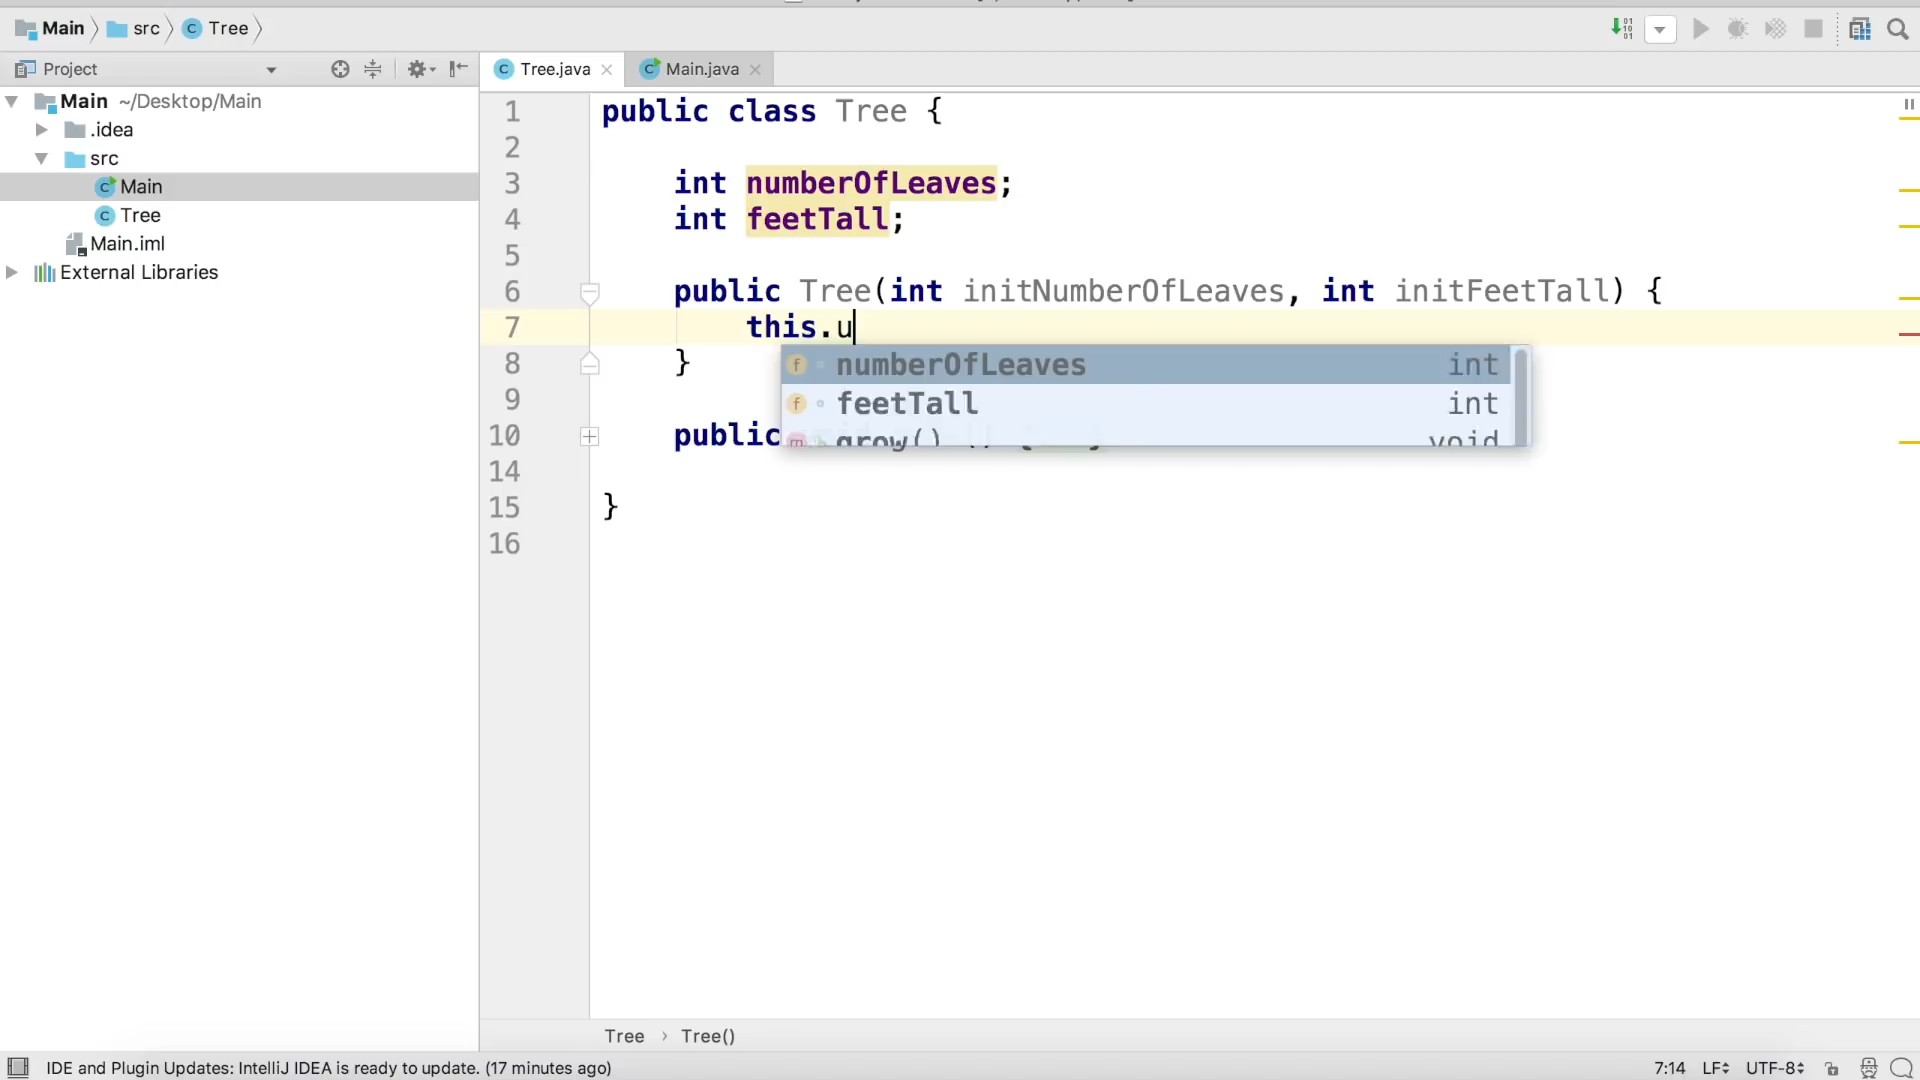 Main src Tree
Project
Tree.java Main.java
Main ~/Desktop/Main
.idea
src
Main
Tree
Main.iml
External Libraries
1 public class Tree {
2
3 int numberOfLeaves;
4 int feetTall;
5
6 public Tree(int initNumberOfLeaves, int initFeetTall) {
7 this.u
8 }
numberOfLeaves int
9
feetTall int
10 public
grow() void
14
15 }
16
Tree › Tree()
IDE and Plugin Updates: IntelliJ IDEA is ready to update. (17 minutes ago)
7:14 LF UTF-8